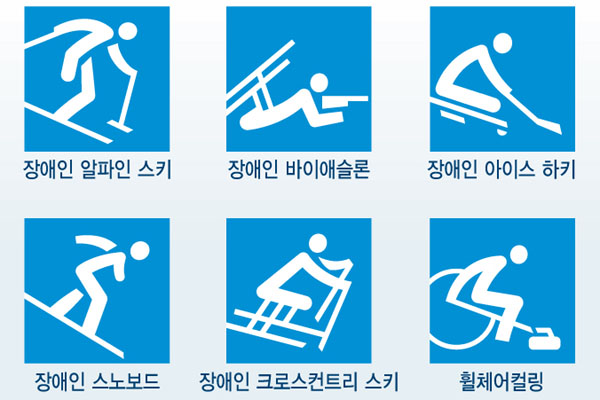 장애인 알파인 스키
장애인 바이애슬론
장애인 아이스 하키
장애인 스노보드
장애인 크로스컨트리 스키
휠체어컬링